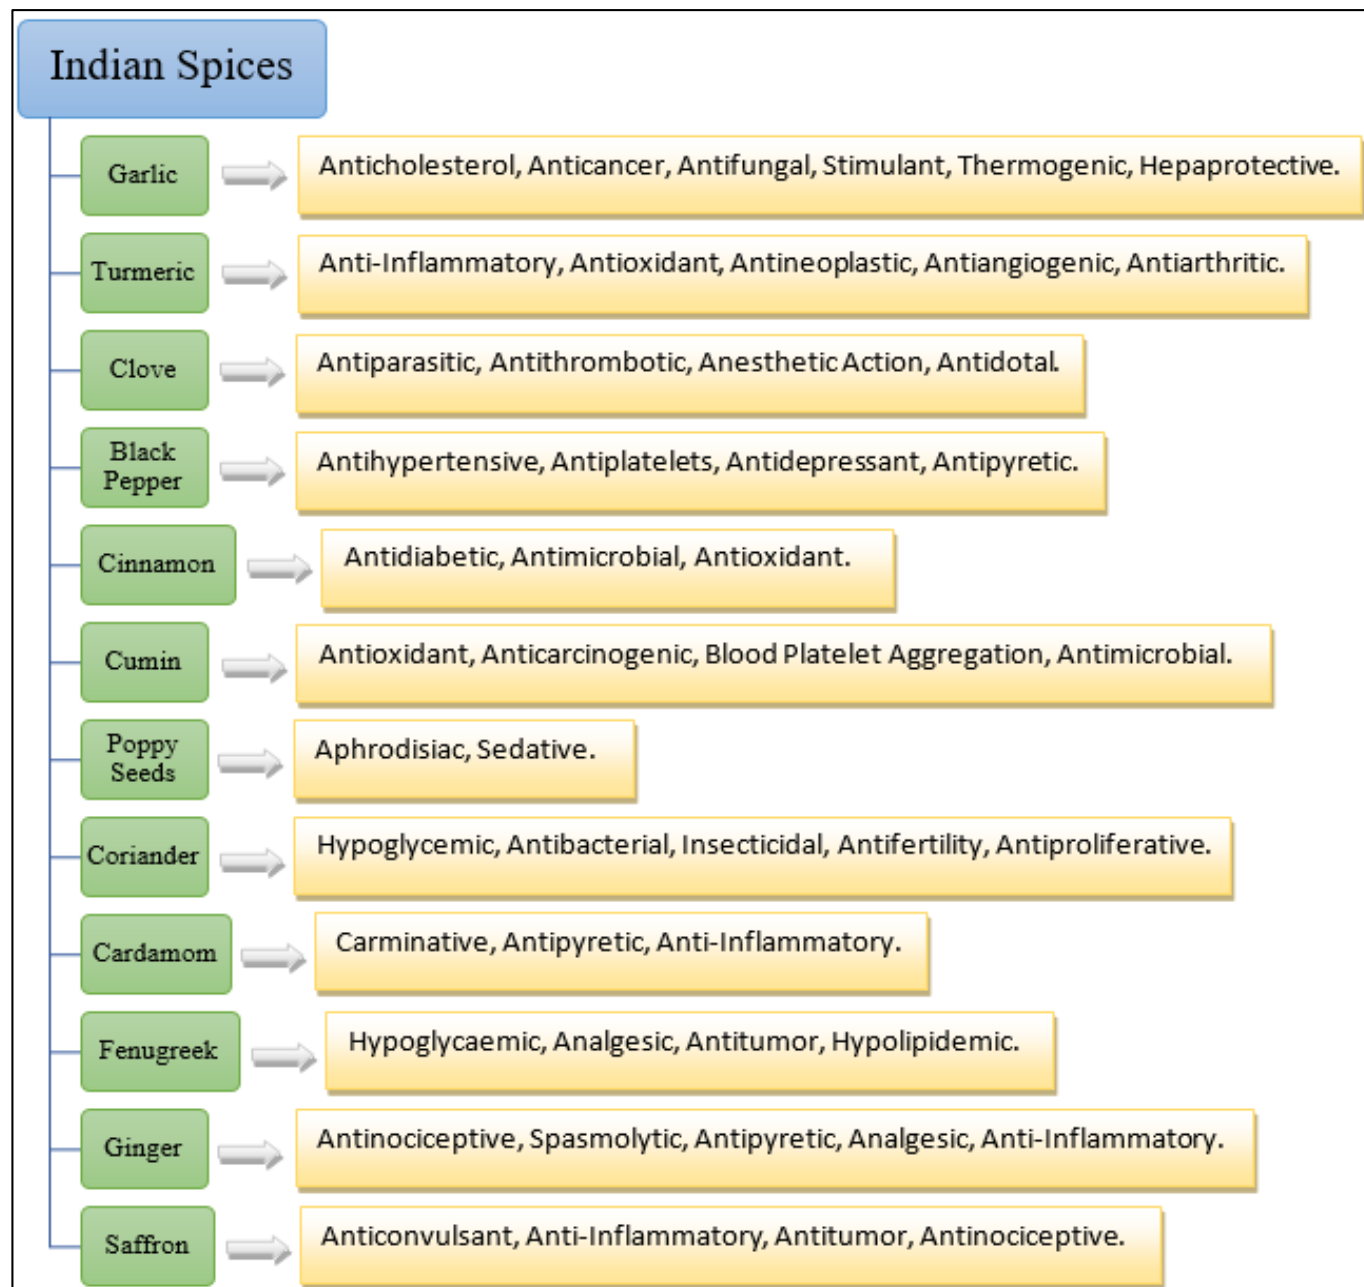 Indian Spices
Garlic
Anticholesterol, Anticancer, Antifungal, Stimulant, Thermogenic, Hepaprotective.
Turmeric
Anti-Inflammatory, Antioxidant, Antineoplastic, Antiangiogenic, Antiarthritic.
Clove
Antiparasitic, Antithrombotic, Anesthetic Action, Antidotal.
Black
Pepper
Antihypertensive, Antiplatelets, Antidepressant, Antipyretic.
Cinnamon
Antidiabetic, Antimicrobial, Antioxidant.
Cumin
Antioxidant, Anticarcinogenic, Blood Platelet Aggregation, Antimicrobial.
Poppy
Seeds
Aphrodisiac, Sedative.
Coriander
Hypoglycemic, Antibacterial, Insecticidal, Antifertility, Antiproliferative.
Cardamom
Carminative, Antipyretic, Anti-Inflammatory.
Fenugreek
Hypoglycaemic, Analgesic, Antitumor, Hypolipidemic.
Ginger
Antinociceptive, Spasmolytic, Antipyretic, Analgesic, Anti-Inflammatory.
Saffron
Anticonvulsant, Anti-Inflammatory, Antitumor, Antinociceptive.